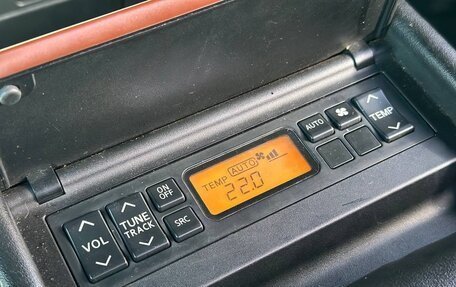 VOL
TUNE
TRACK
ON
OFF
SRC
TEMP AUTO
22.0
AUTO
TEMP